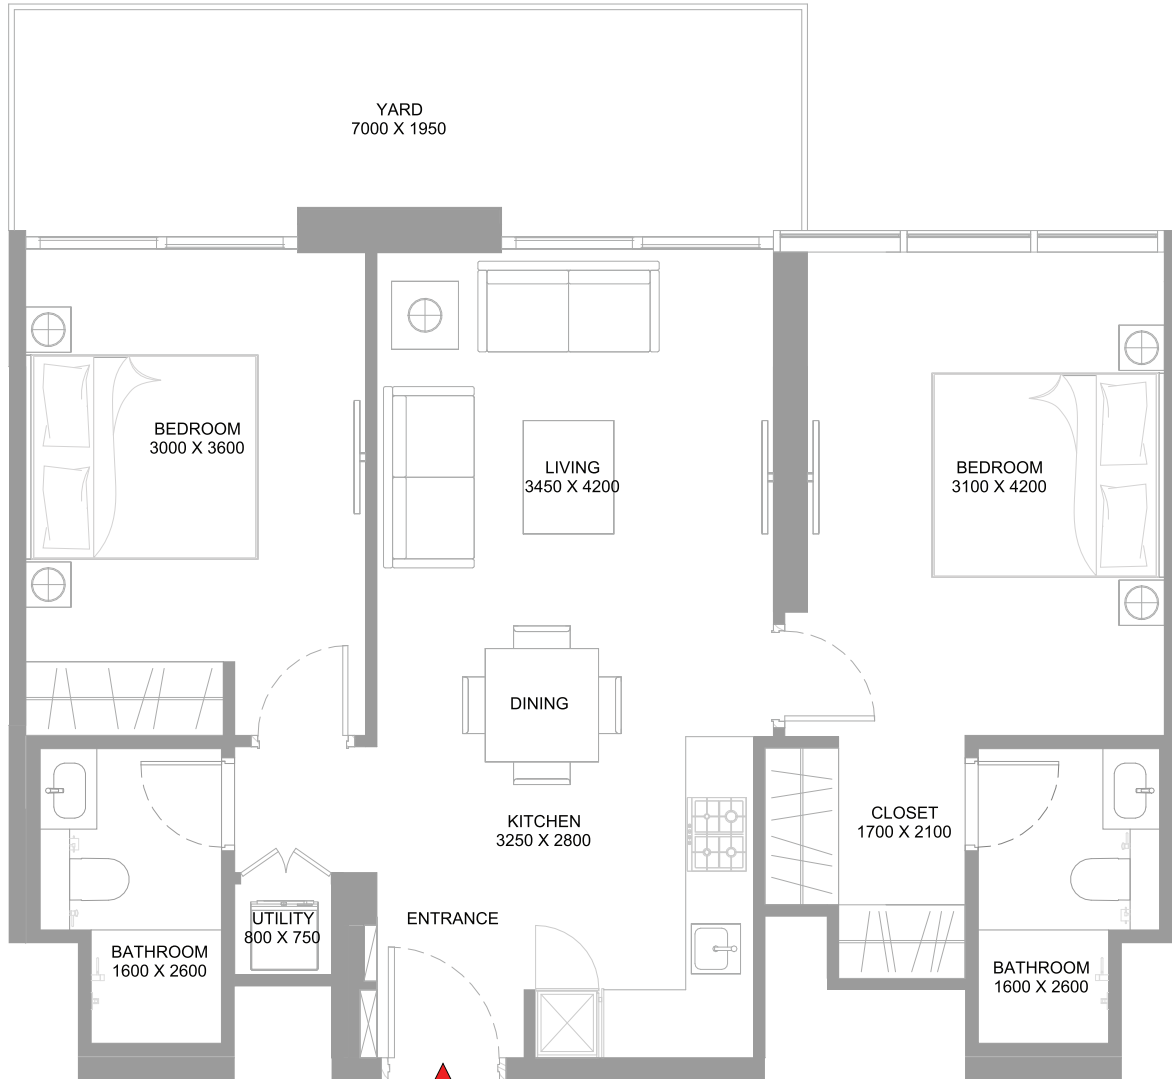 YARD
7000 X 1950
BEDROOM
3000 X 3600
LIVING
3450 X 4200
BEDROOM
3100 X 4200
DINING
KITCHEN
3250 X 2800
CLOSET
1700 X 2100
ENTRANCE
UTILITY
800 X 750
BATHROOM
1600 X 2600
BATHROOM
1600 X 2600